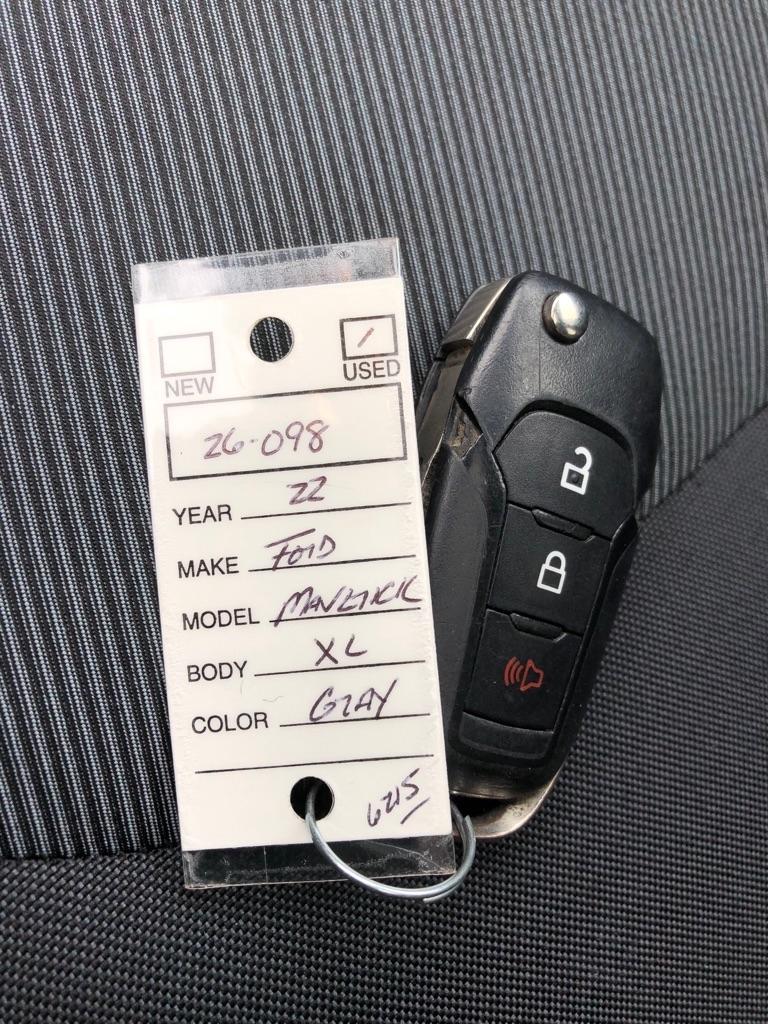 NEW USED
26-098
YEAR 22
MAKE Ford
MODEL MAVERICK
BODY XL
COLOR GRAY
6215